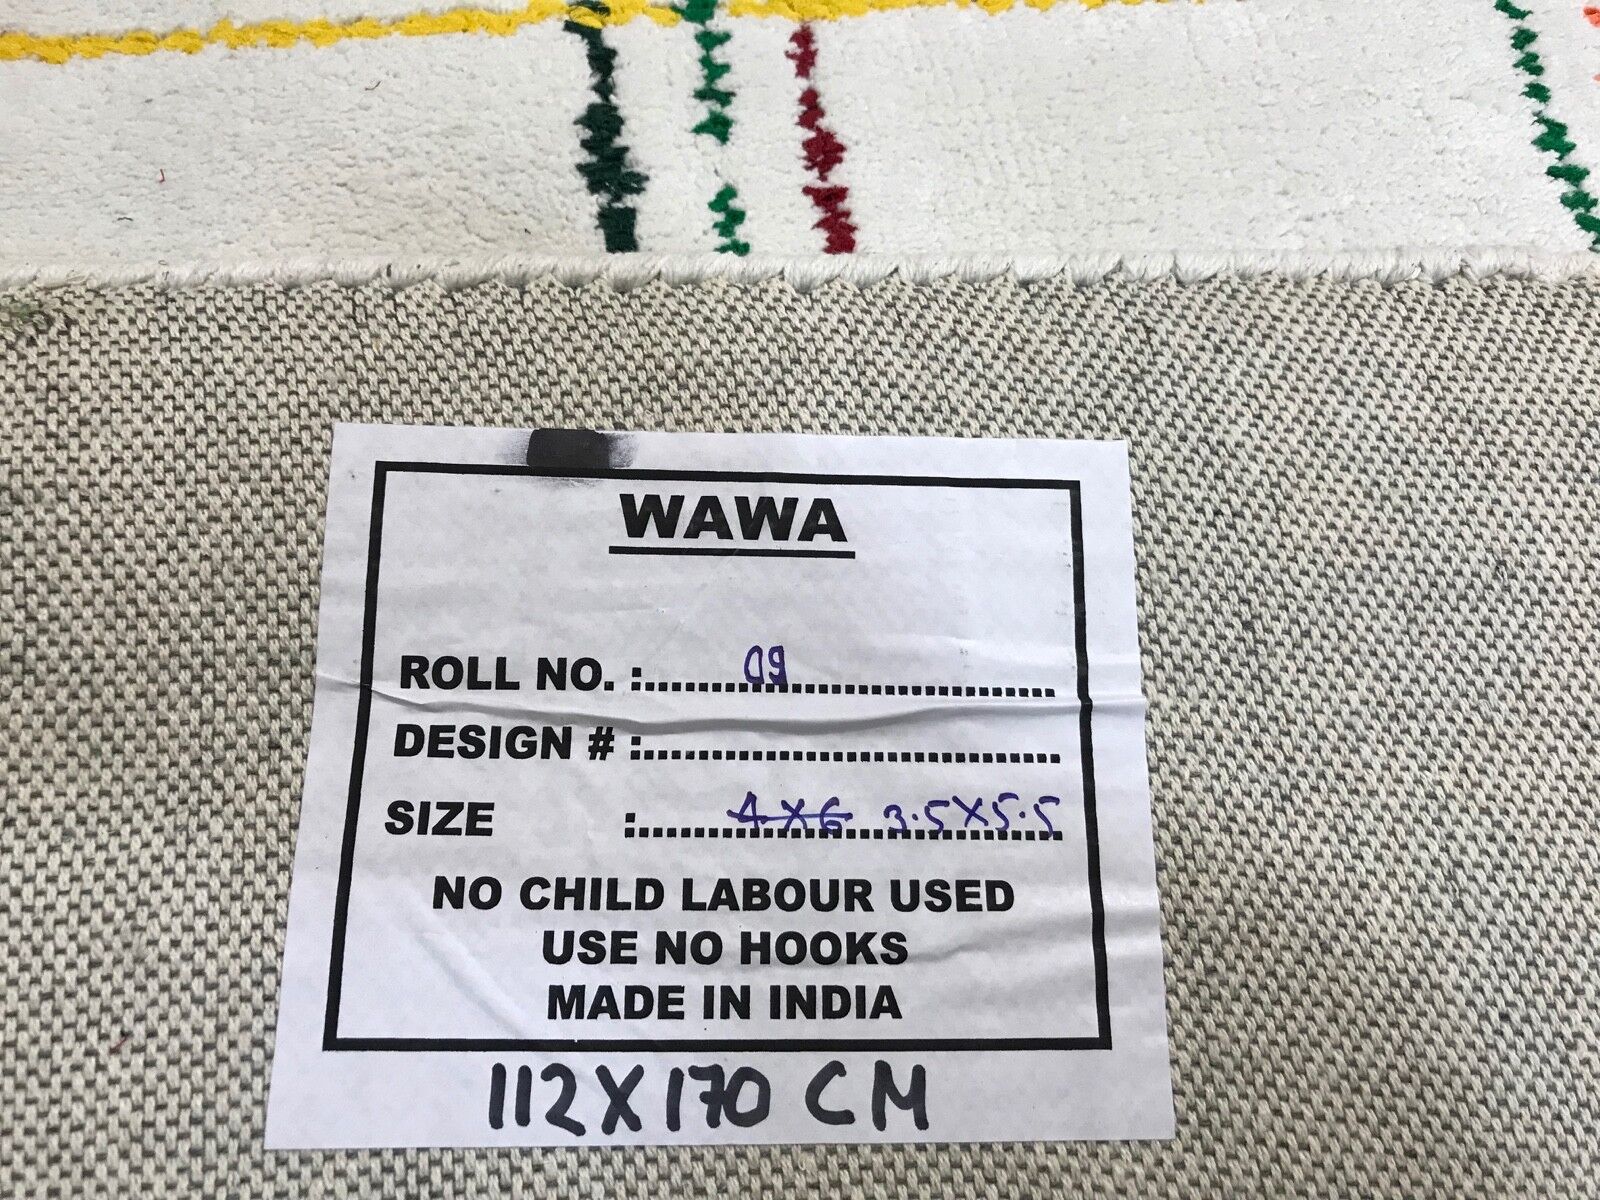 WAWA
ROLL NO. :..........09..............................
DESIGN # :........................................
SIZE :..........4X6 3.5X5.5
NO CHILD LABOUR USED
USE NO HOOKS
MADE IN INDIA
112X170 CM